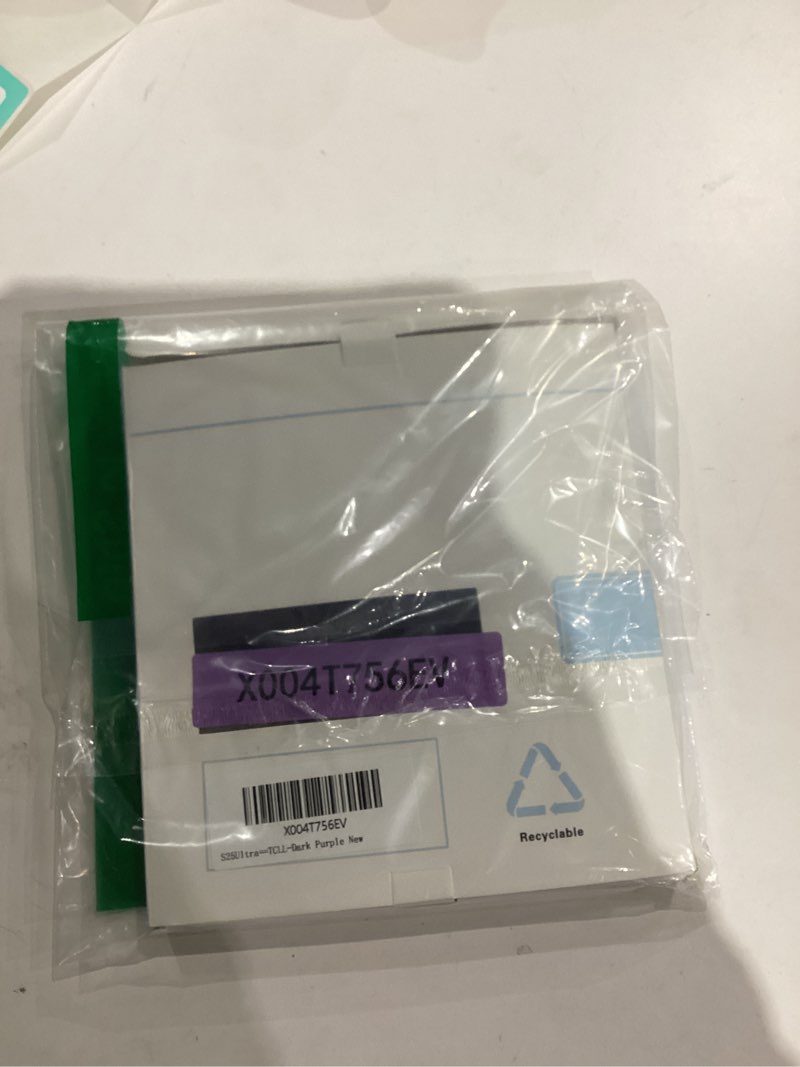 X004T756EV
X004T756EV
S25Ultra==TCLL-Dark Purple New
Recyclable